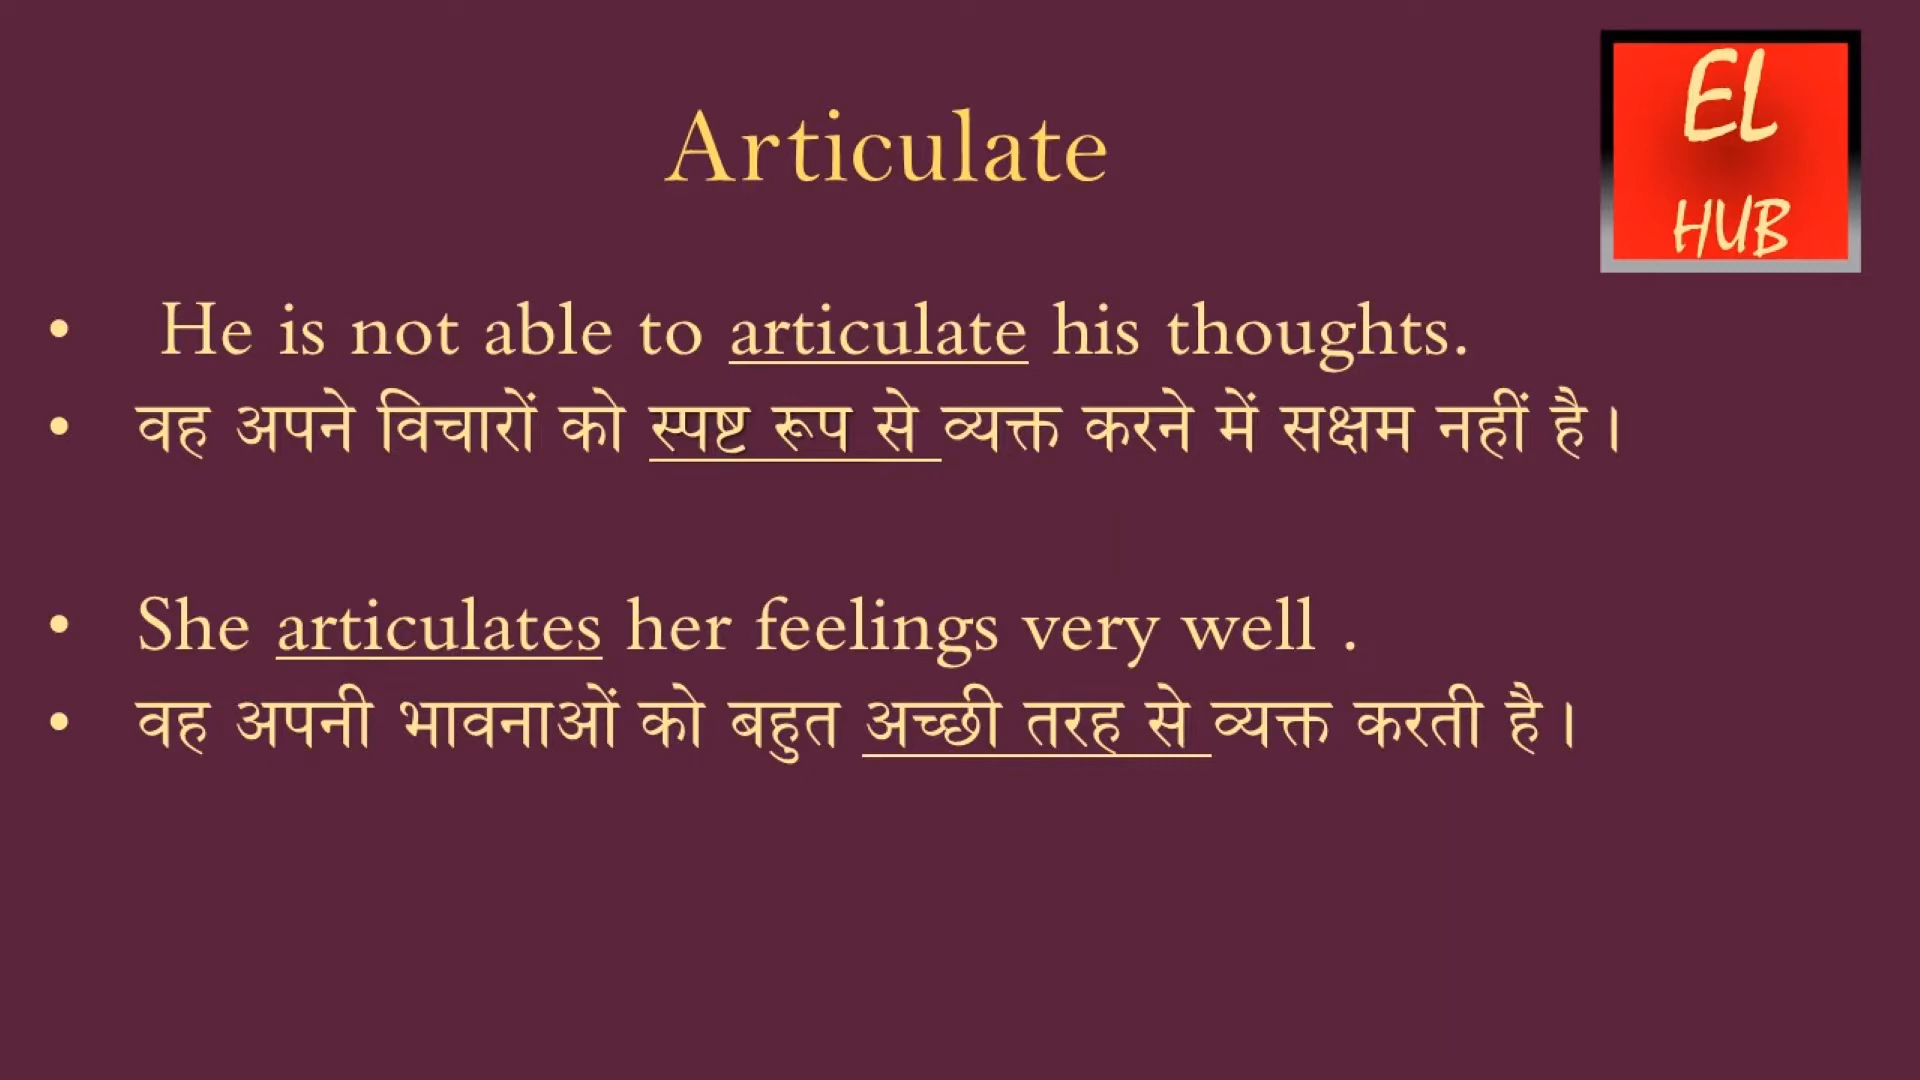 EL
HUB
Articulate
• He is not able to articulate his thoughts.
• वह अपने विचारों को स्पष्ट रूप से व्यक्त करने में सक्षम नहीं है।
• She articulates her feelings very well .
• वह अपनी भावनाओं को बहुत अच्छी तरह से व्यक्त करती है।